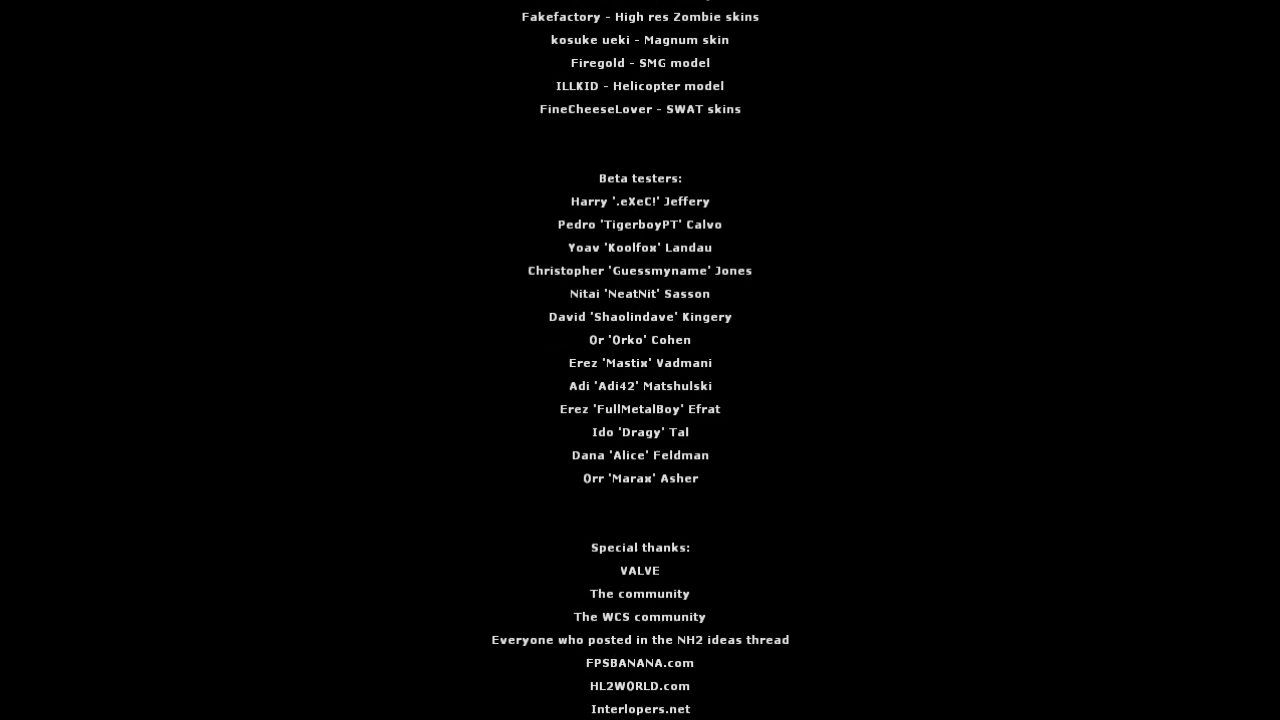 Fakefactory - High res Zombie skins
kosuke ueki - Magnum skin
Firegold - SMG model
ILLKID - Helicopter model
FineCheeseLover - SWAT skins
Beta testers:
Harry '.eXeC!' Jeffery
Pedro 'TigerboyPT' Calvo
Yoav 'Koolfox' Landau
Christopher 'Guessmyname' Jones
Nitai 'NeatNit' Sasson
David 'Shaolindave' Kingery
Or 'Orko' Cohen
Erez 'Mastix' Vadmani
Adi 'Adi42' Matshulski
Erez 'FullMetalBoy' Efrat
Ido 'Dragy' Tal
Dana 'Alice' Feldman
Orr 'Marax' Asher
Special thanks:
VALVE
The community
The WCS community
Everyone who posted in the NH2 ideas thread
FPSBANANA.com
HL2WORLD.com
Interlopers.net